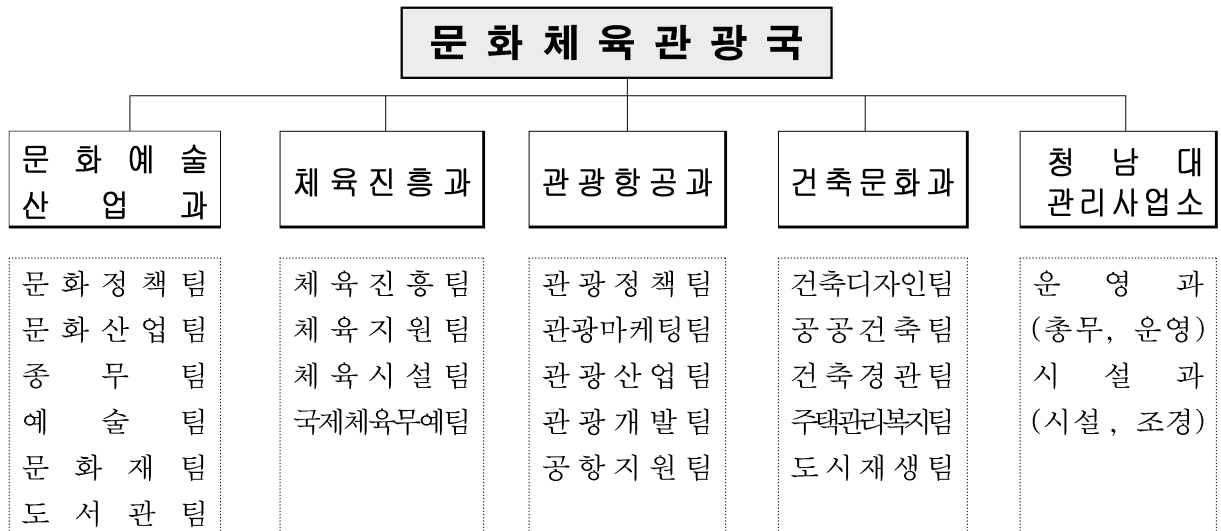 문화체육관광국
문화예술
산업과
체육진흥과
관광항공과
건축문화과
청남대
관리사업소
문화정책팀
문화산업팀
종무팀
예술팀
문화재팀
도서관팀
체육진흥팀
체육지원팀
체육시설팀
국제체육무예팀
관광정책팀
관광마케팅팀
관광산업팀
관광개발팀
공항지원팀
건축디자인팀
공공건축팀
건축경관팀
주택관리복지팀
도시재생팀
운영과
(총무, 운영)
시설과
(시설, 조경)